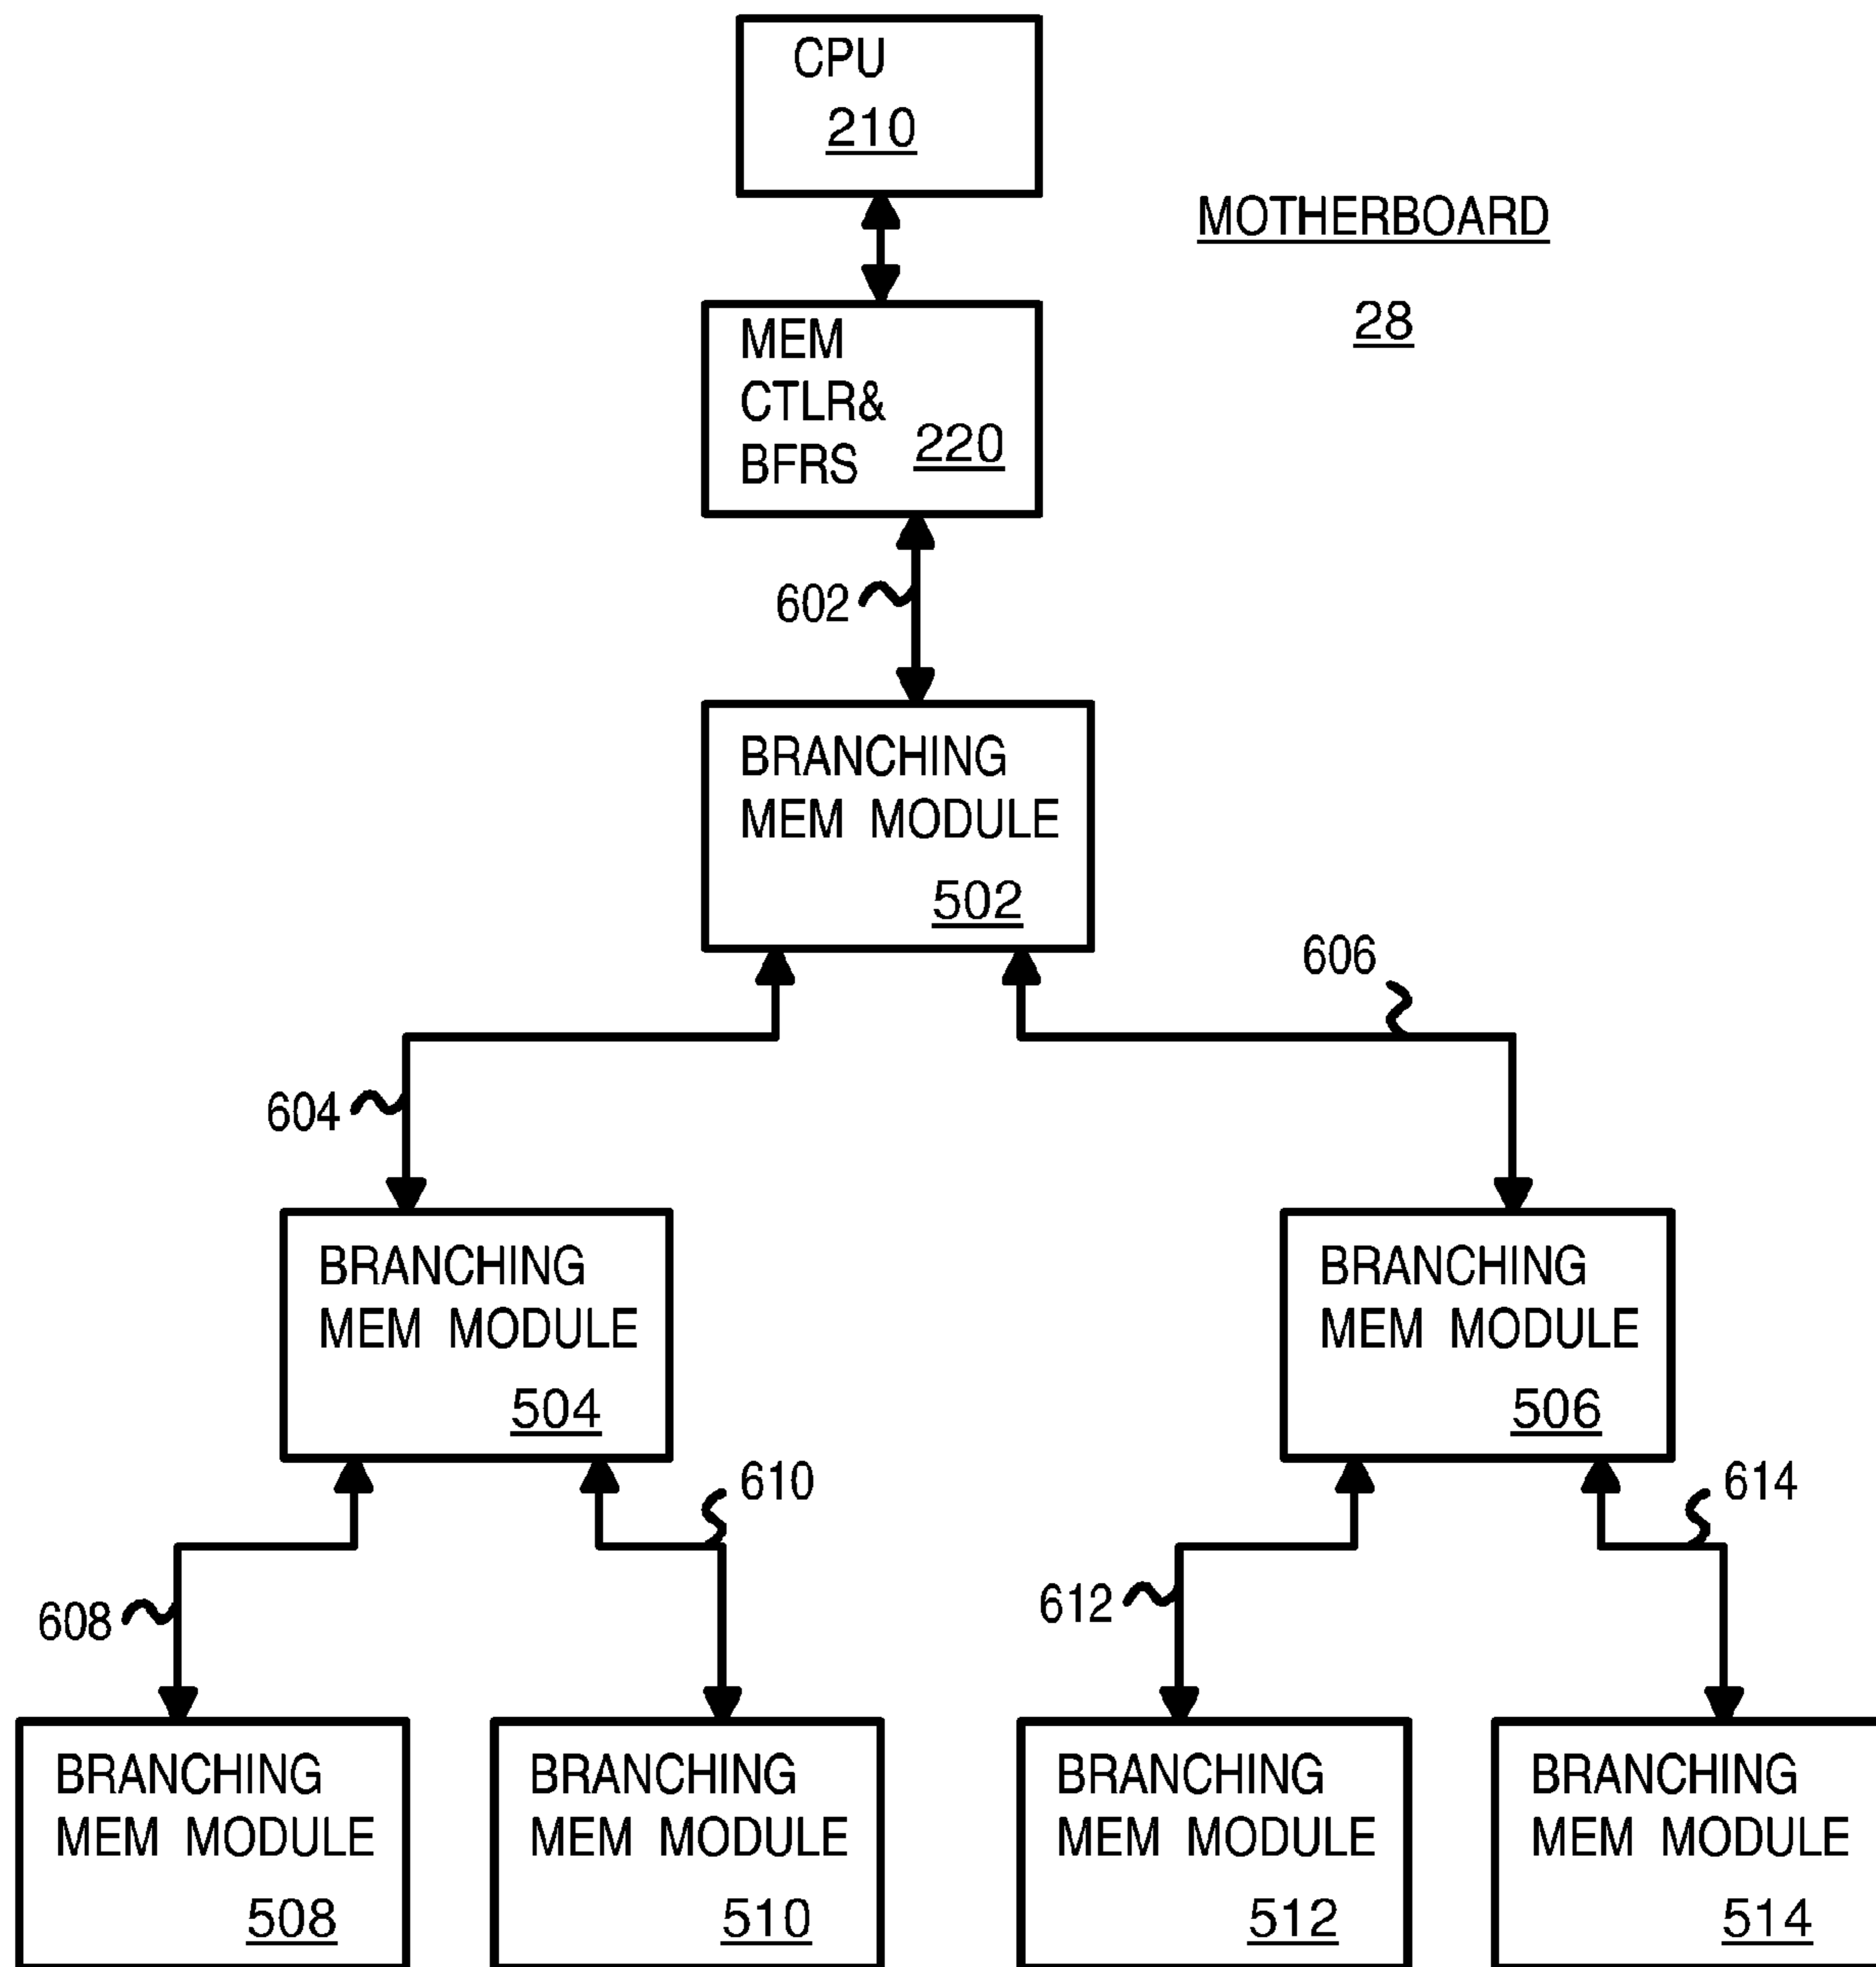 CPU
210
MOTHERBOARD
28
MEM
CTLR&
BFRS
220
602
BRANCHING
MEM MODULE
502
606
604
BRANCHING
MEM MODULE
504
BRANCHING
MEM MODULE
506
610
614
608
612
BRANCHING
MEM MODULE
508
BRANCHING
MEM MODULE
510
BRANCHING
MEM MODULE
512
BRANCHING
MEM MODULE
514